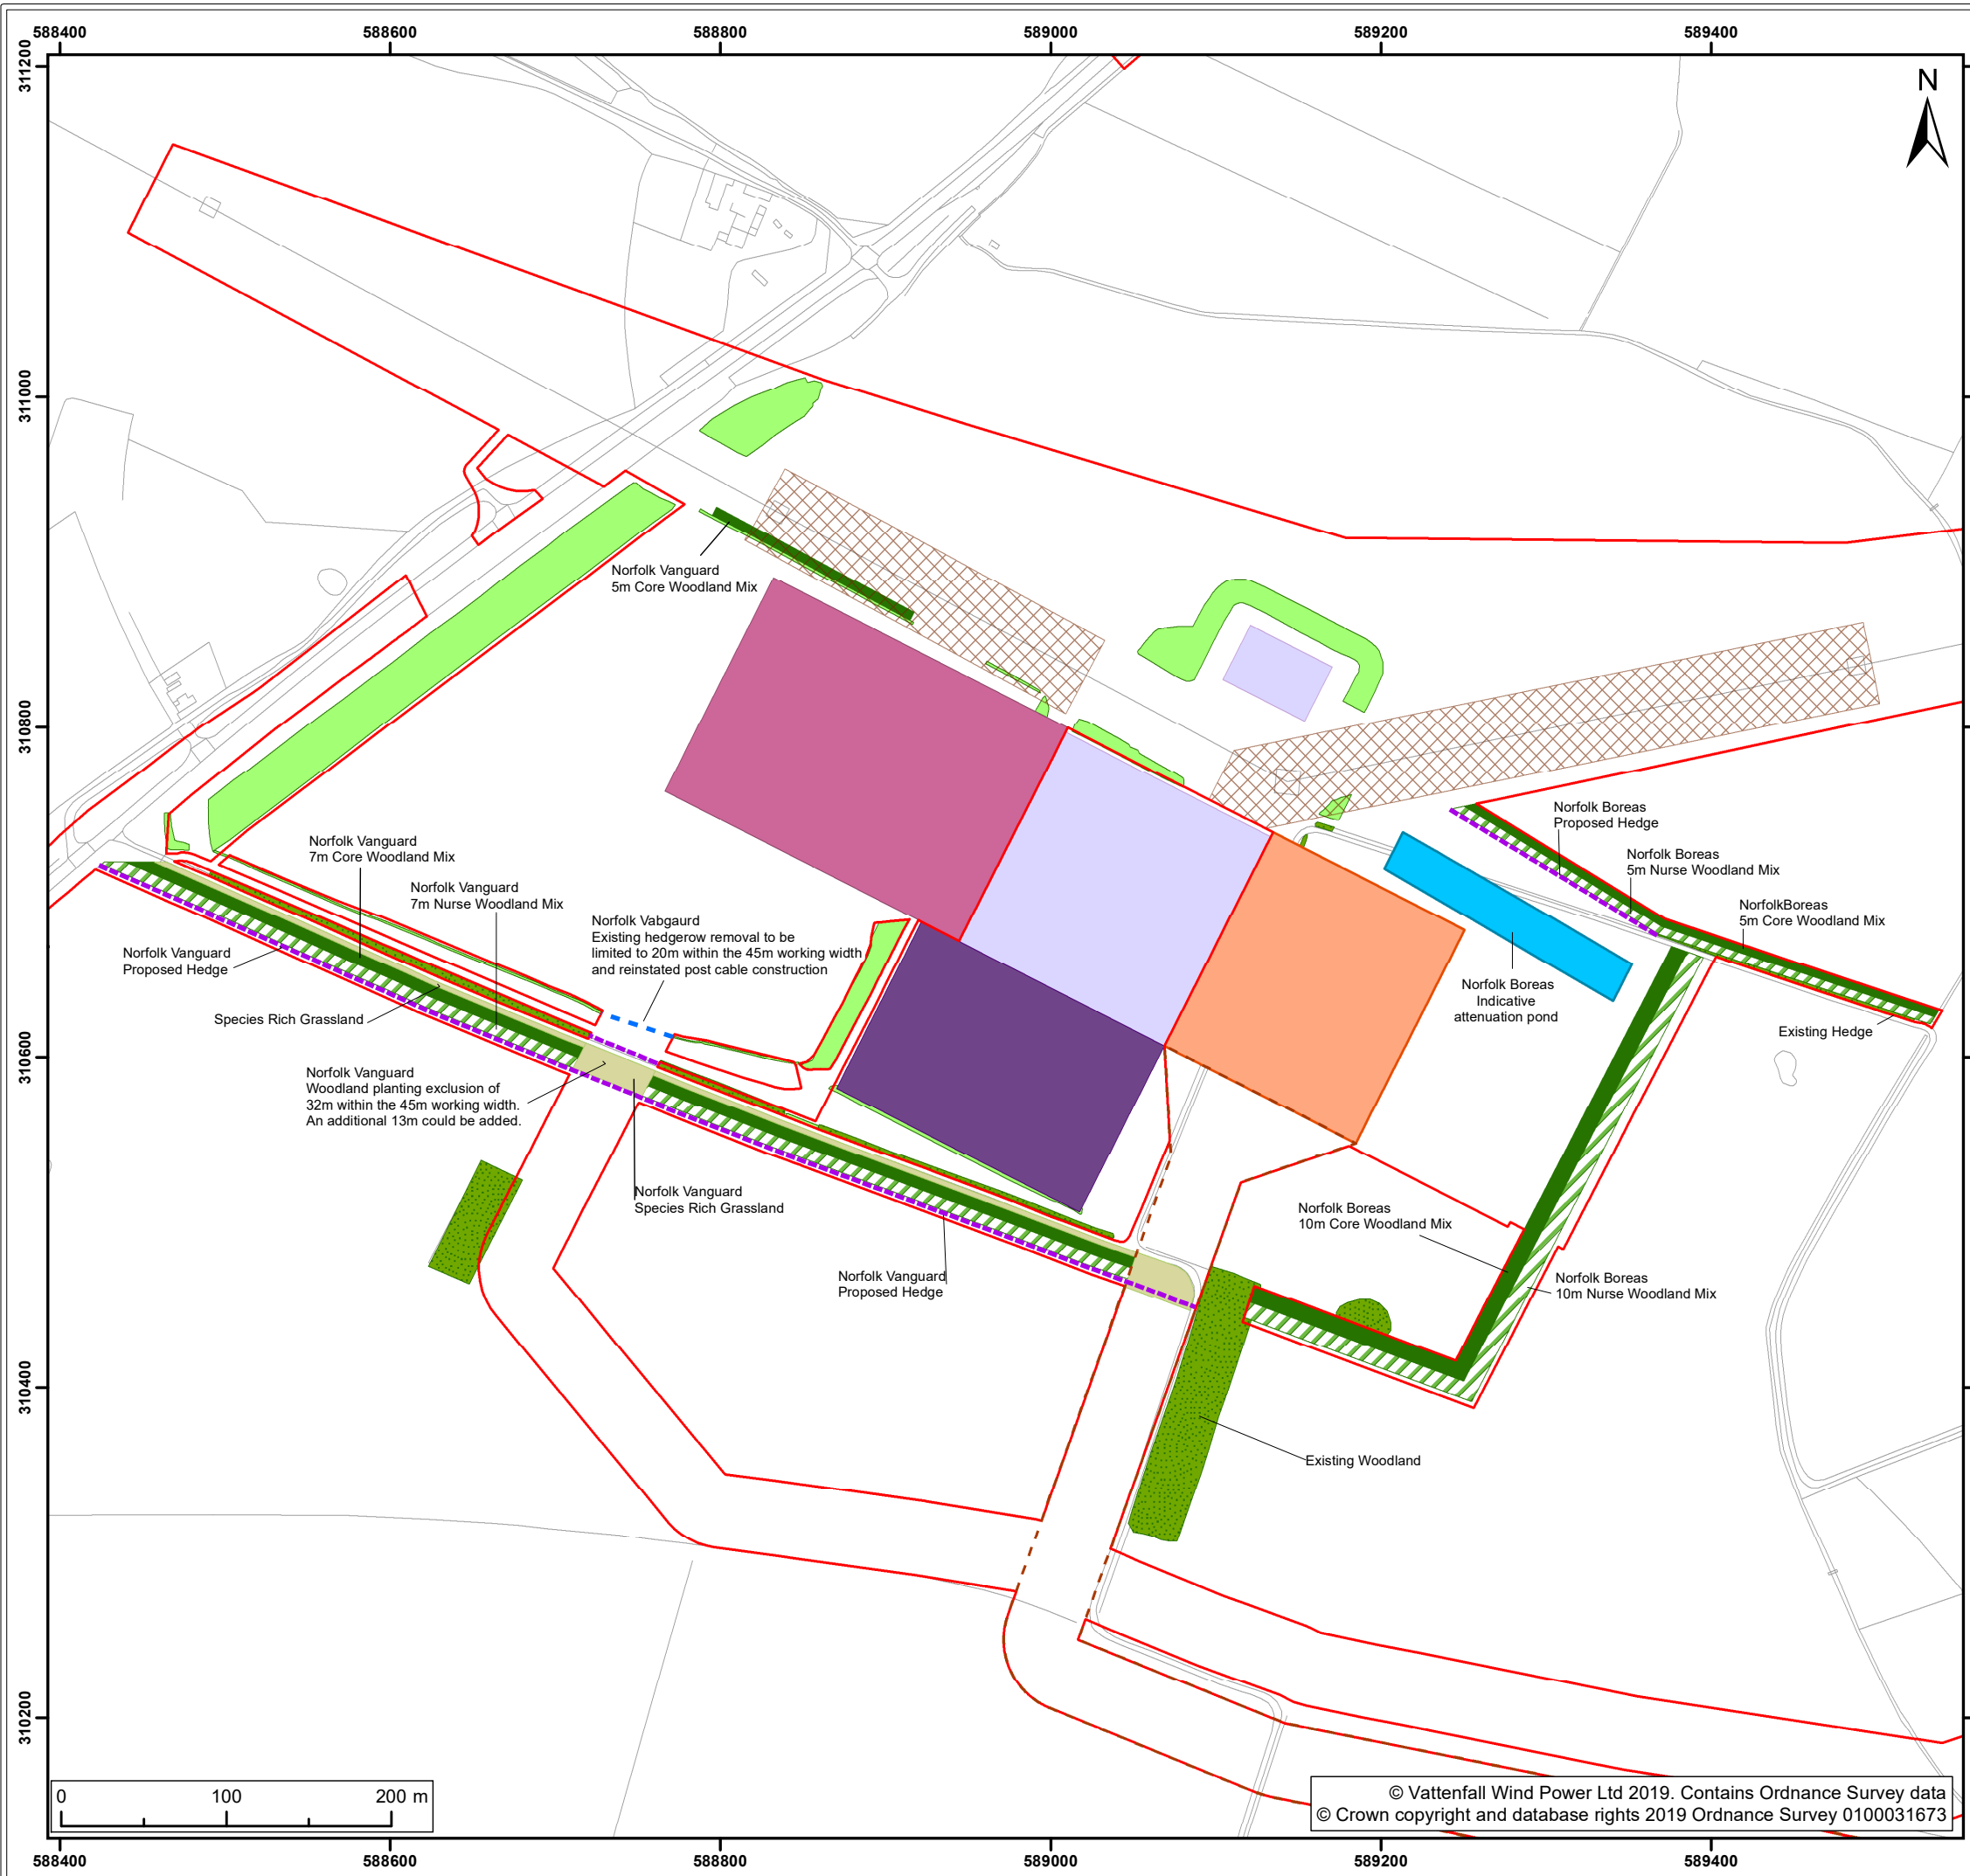 588400
588600
588800
589000
589200
589400
311200
311000
310800
310600
310400
310200
N
Norfolk Vanguard
5m Core Woodland Mix
Norfolk Boreas
Proposed Hedge
Norfolk Boreas
5m Nurse Woodland Mix
NorfolkBoreas
5m Core Woodland Mix
Norfolk Vanguard
7m Core Woodland Mix
Norfolk Vanguard
7m Nurse Woodland Mix
Norfolk Vabgaurd
Existing hedgerow removal to be
limited to 20m within the 45m working width
and reinstated post cable construction
Norfolk Vanguard
Proposed Hedge
Species Rich Grassland
Norfolk Boreas
Indicative
attenuation pond
Existing Hedge
Norfolk Vanguard
Woodland planting exclusion of
32m within the 45m working width.
An additional 13m could be added.
Norfolk Vanguard
Species Rich Grassland
Norfolk Boreas
10m Core Woodland Mix
Norfolk Vanguard
Proposed Hedge
Norfolk Boreas
10m Nurse Woodland Mix
Existing Woodland
0 100 200 m
© Vattenfall Wind Power Ltd 2019. Contains Ordnance Survey data
© Crown copyright and database rights 2019 Ordnance Survey 0100031673
588400
588600
588800
589000
589200
589400